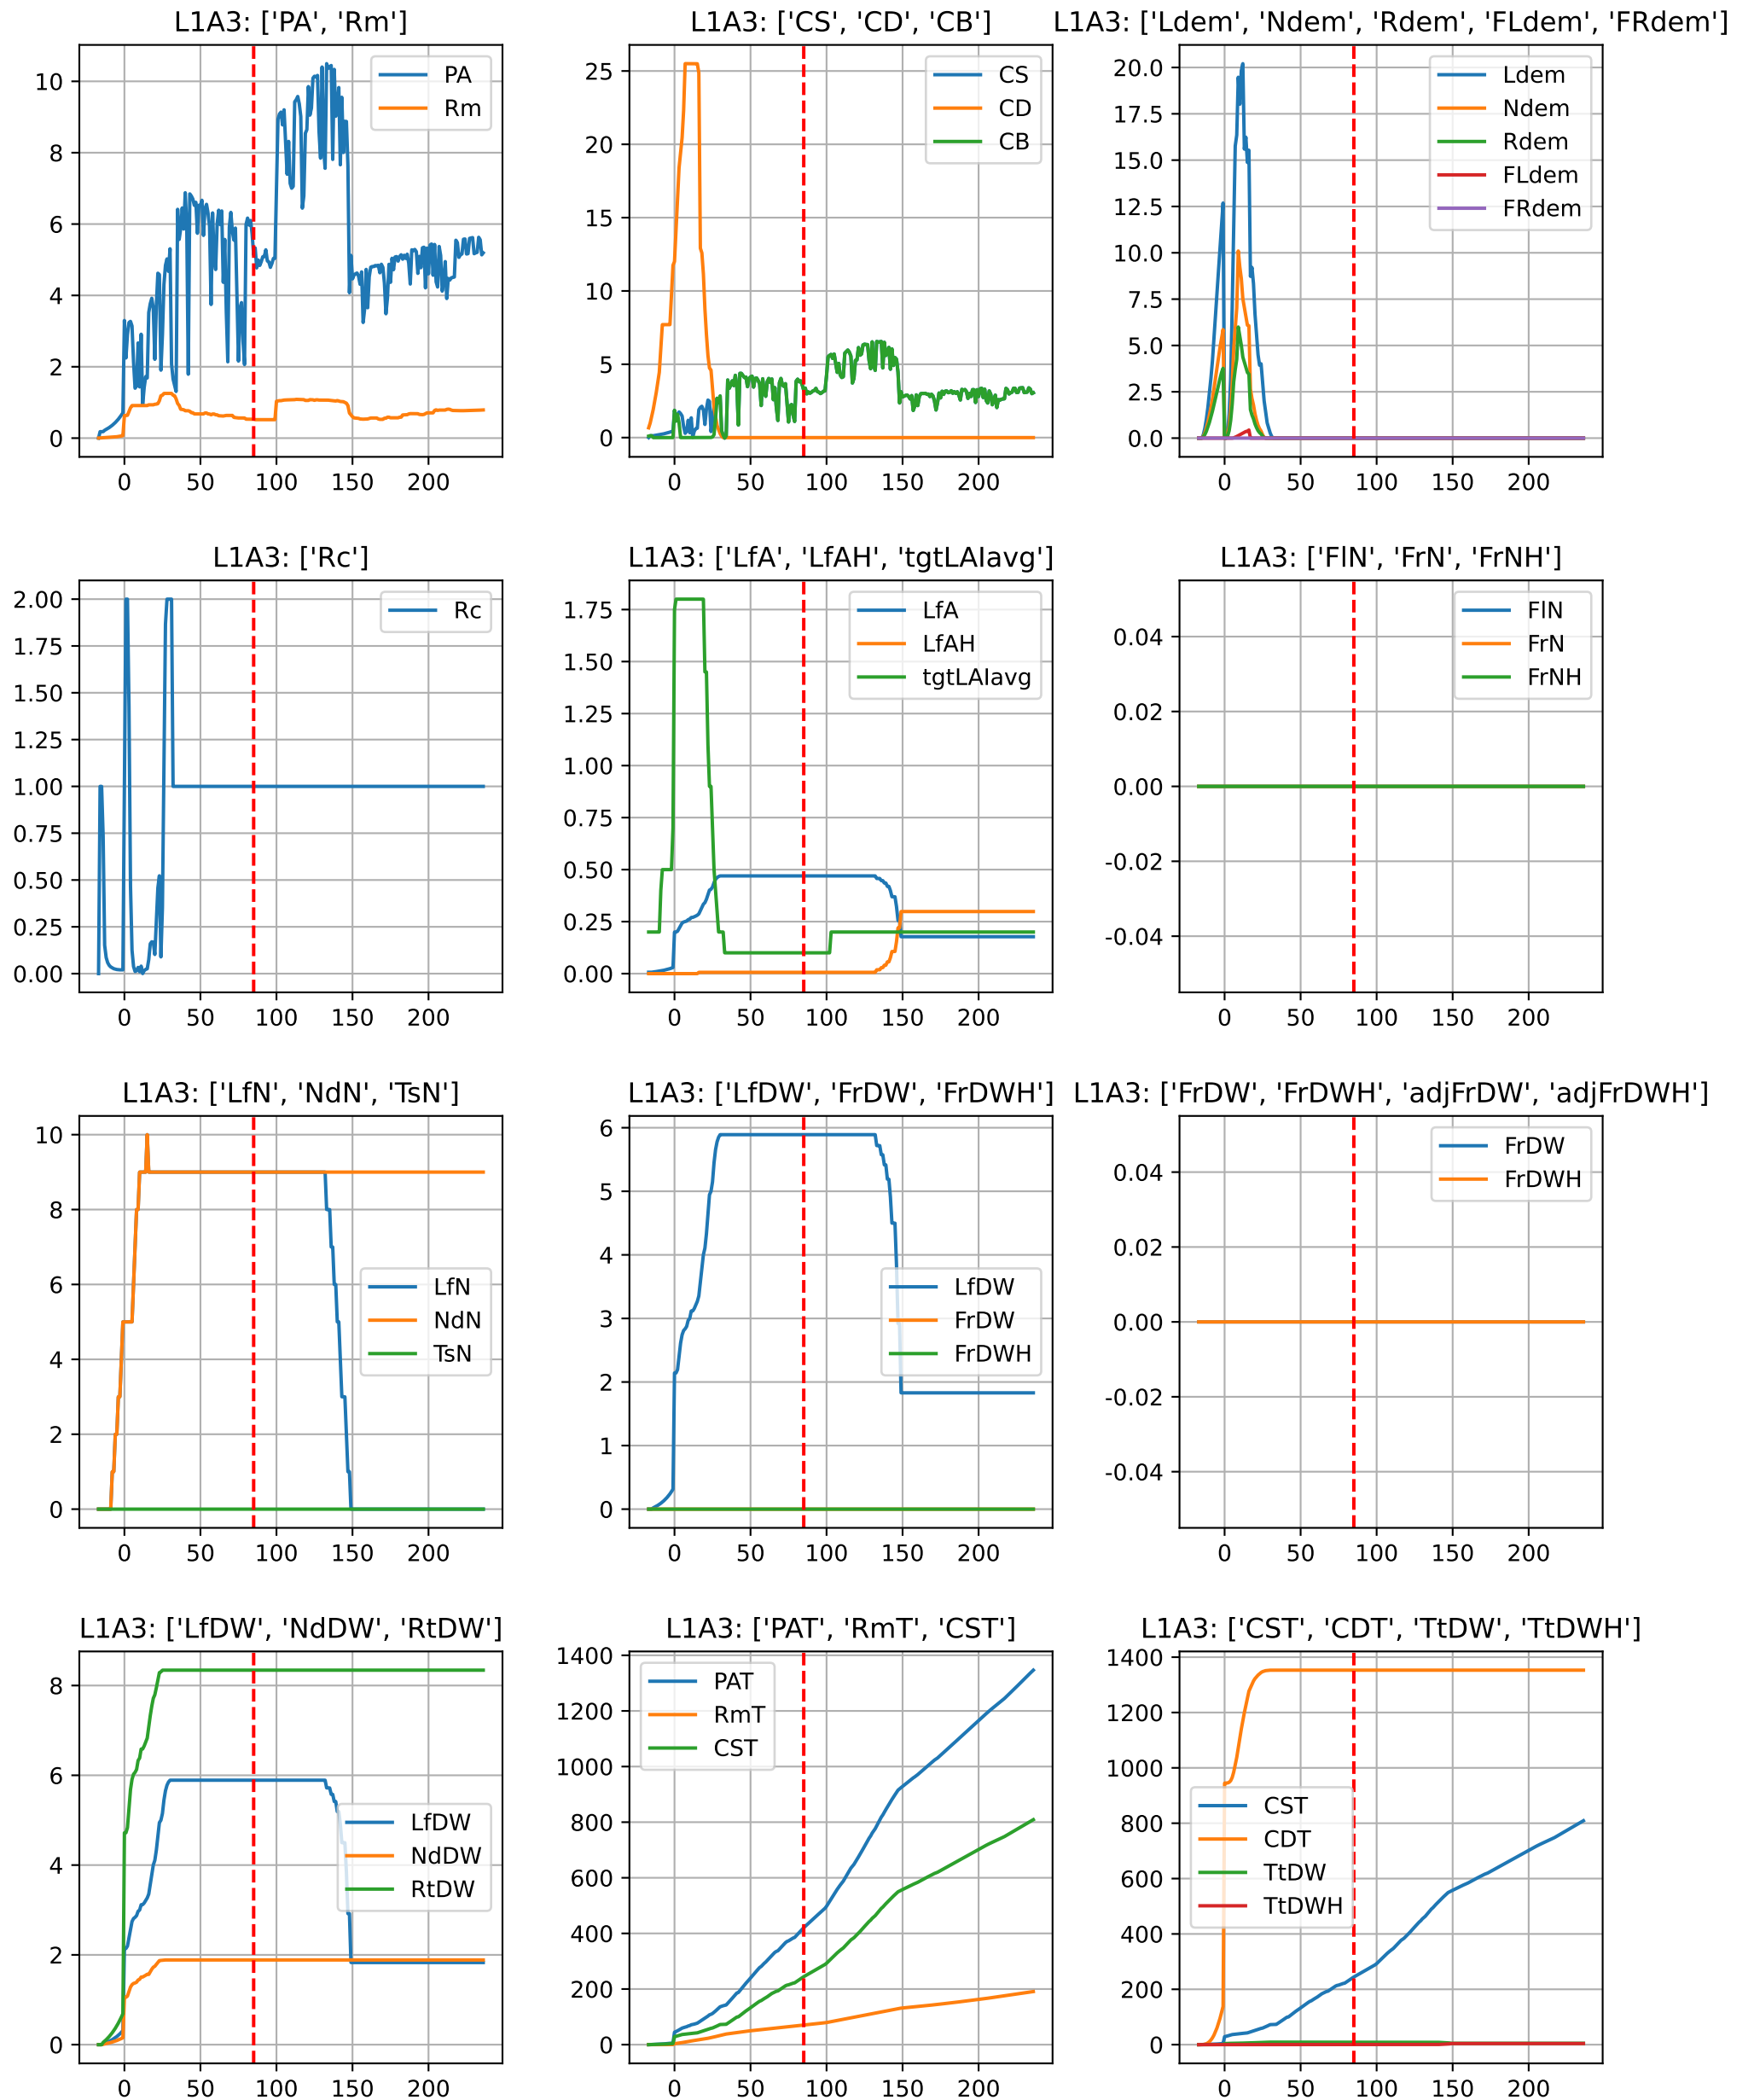 L1A3: ['PA', 'Rm']
10
8
6
4
2
0
PA
Rm
0 50 100 150 200
L1A3: ['CS', 'CD', 'CB']
25
20
15
10
5
0
CS
CD
CB
0 50 100 150 200
L1A3: ['Ldem', 'Ndem', 'Rdem', 'FLdem', 'FRdem']
20.0
17.5
15.0
12.5
10.0
7.5
5.0
2.5
0.0
Ldem
Ndem
Rdem
FLdem
FRdem
0 50 100 150 200
L1A3: ['Rc']
2.00
1.75
1.50
1.25
1.00
0.75
0.50
0.25
0.00
Rc
0 50 100 150 200
L1A3: ['LfA', 'LfAH', 'tgtLAIavg']
1.75
1.50
1.25
1.00
0.75
0.50
0.25
0.00
LfA
LfAH
tgtLAIavg
0 50 100 150 200
L1A3: ['FlN', 'FrN', 'FrNH']
0.04
0.02
0.00
-0.02
-0.04
FlN
FrN
FrNH
0 50 100 150 200
L1A3: ['LfN', 'NdN', 'TsN']
10
8
6
4
2
0
LfN
NdN
TsN
0 50 100 150 200
L1A3: ['LfDW', 'FrDW', 'FrDWH']
6
5
4
3
2
1
0
LfDW
FrDW
FrDWH
0 50 100 150 200
L1A3: ['FrDW', 'FrDWH', 'adjFrDW', 'adjFrDWH']
0.04
0.02
0.00
-0.02
-0.04
FrDW
FrDWH
0 50 100 150 200
L1A3: ['LfDW', 'NdDW', 'RtDW']
8
6
4
2
0
LfDW
NdDW
RtDW
0 50 100 150 200
L1A3: ['PAT', 'RmT', 'CST']
1400
1200
1000
800
600
400
200
0
PAT
RmT
CST
0 50 100 150 200
L1A3: ['CST', 'CDT', 'TtDW', 'TtDWH']
1400
1200
1000
800
600
400
200
0
CST
CDT
TtDW
TtDWH
0 50 100 150 200